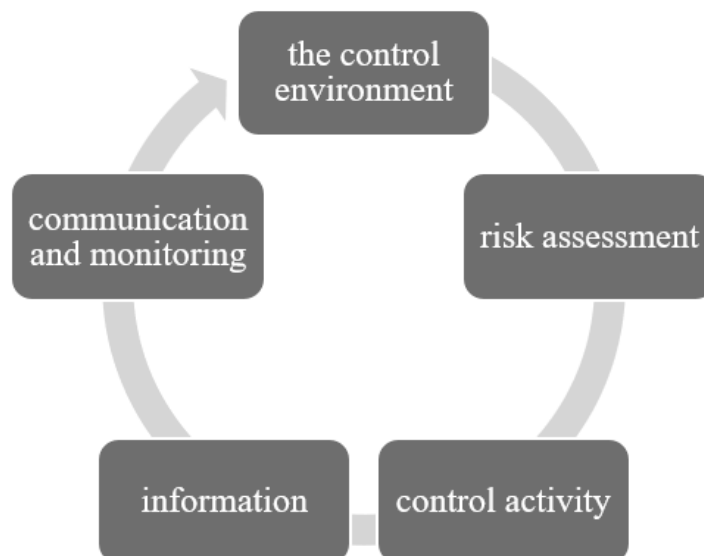 the control
environment
risk assessment
control activity
information
communication
and monitoring